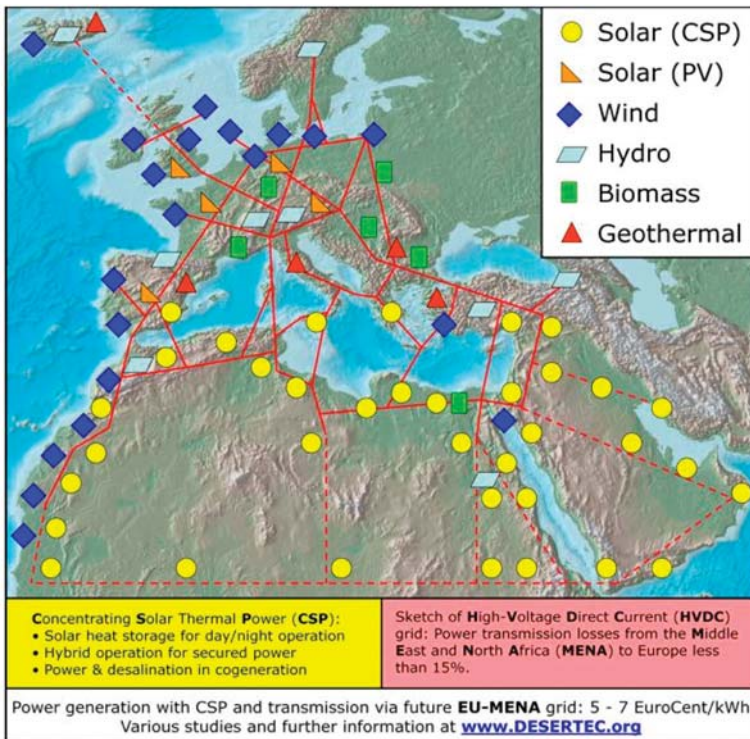 Solar (CSP)
Solar (PV)
Wind
Hydro
Biomass
Geothermal
Concentrating Solar Thermal Power (CSP):
• Solar heat storage for day/night operation
• Hybrid operation for secured power
• Power & desalination in cogeneration
Sketch of High-Voltage Direct Current (HVDC)
grid: Power transmission losses from the Middle
East and North Africa (MENA) to Europe less
than 15%.
Power generation with CSP and transmission via future EU-MENA grid: 5 - 7 EuroCent/kWh
Various studies and further information at www.DESERTEC.org